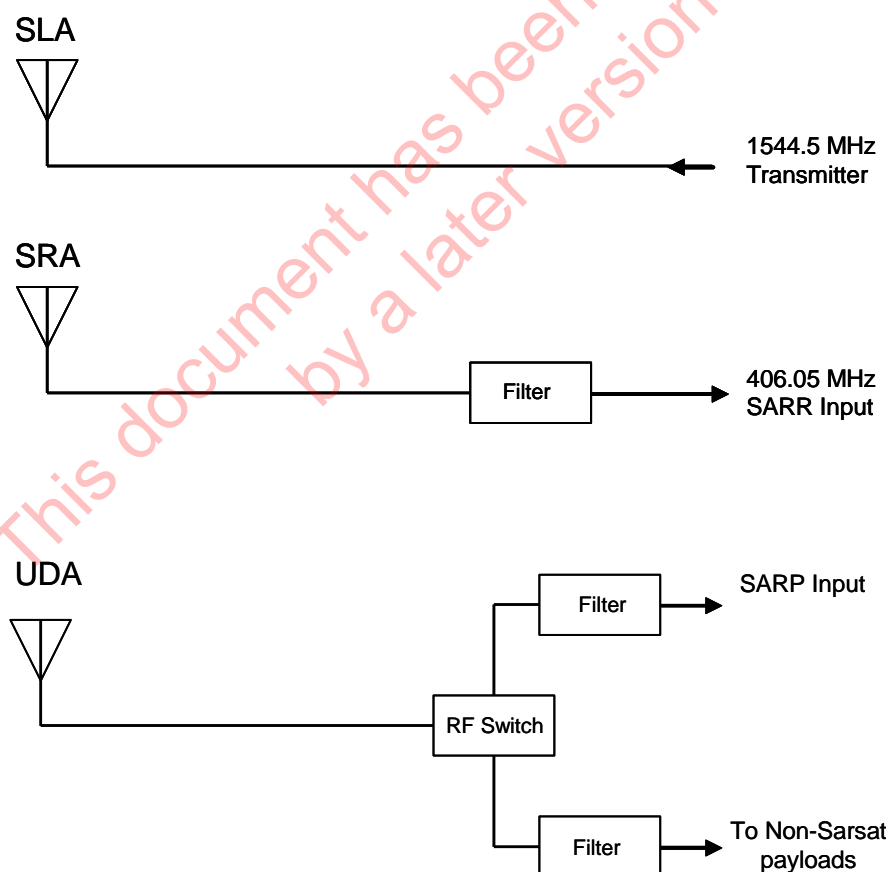 SLA
1544.5 MHz
Transmitter
SRA
Filter
406.05 MHz
SARR Input
UDA
Filter
SARP Input
RF Switch
Filter
To Non-Sarsat
payloads
This document has been
by a later version